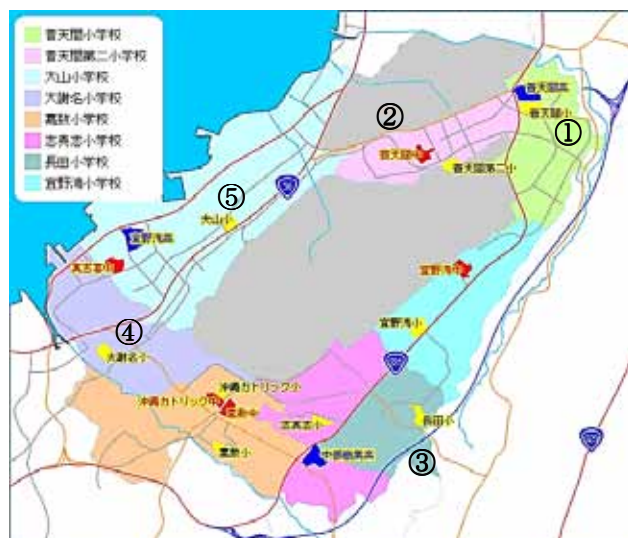 普天間小学校
普天間第二小学校
大山小学校
大謝名小学校
嘉数小学校
志真志小学校
長田小学校
宜野湾小学校
普天間高
普天間小
①
②
普天間中
普天間第二小
⑤
58
大山小
宜野湾高
真志喜中
宜野湾中
宜野湾小
④
大謝名小
沖縄カトリック小
沖縄カトリック中
嘉数中
志真志小
長田小
嘉数小
中部商業高
③